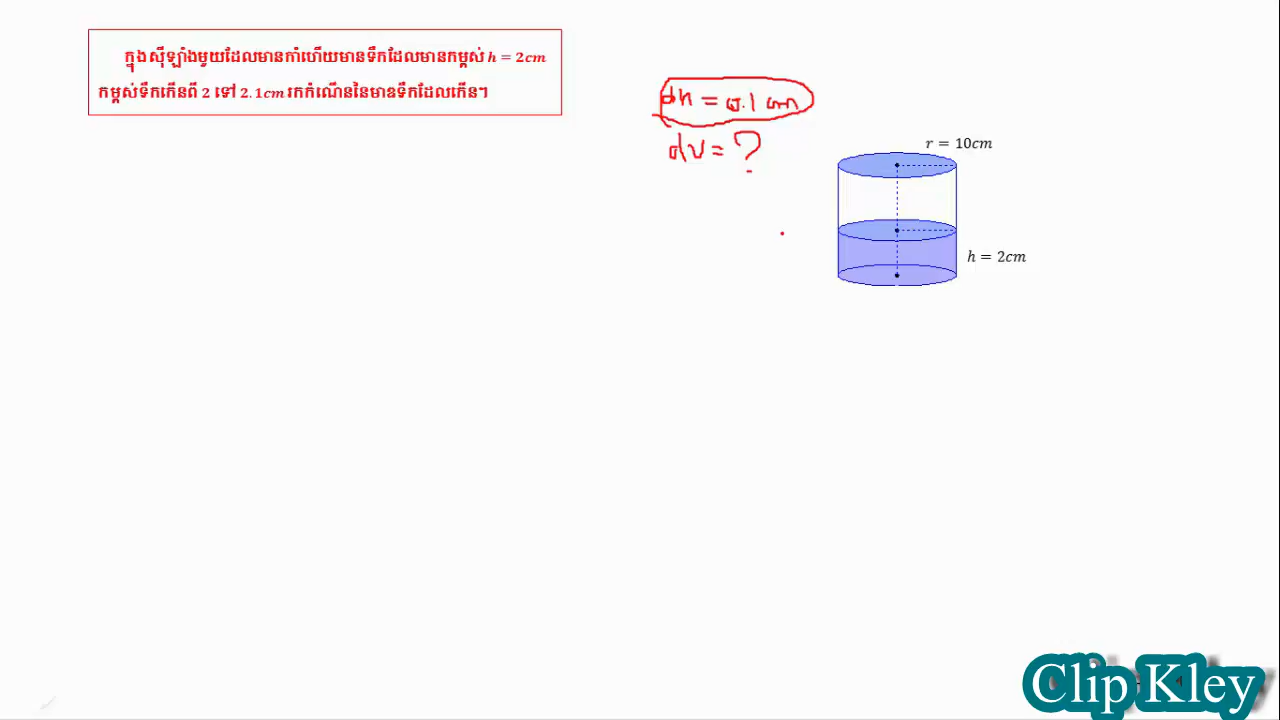 ក្នុងស៊ីឡាំងមួយដែលមានកាំហើយមានទឹកដែលមានកម្ពស់ h = 2cm
កម្ពស់ទឹកកើនពី 2 ទៅ 2.1cm រកកំណើននៃមាឌទឹកដែលកើន។
dh = 0.1 cm
dv = ?
r = 10cm
h = 2cm
Clip Kley